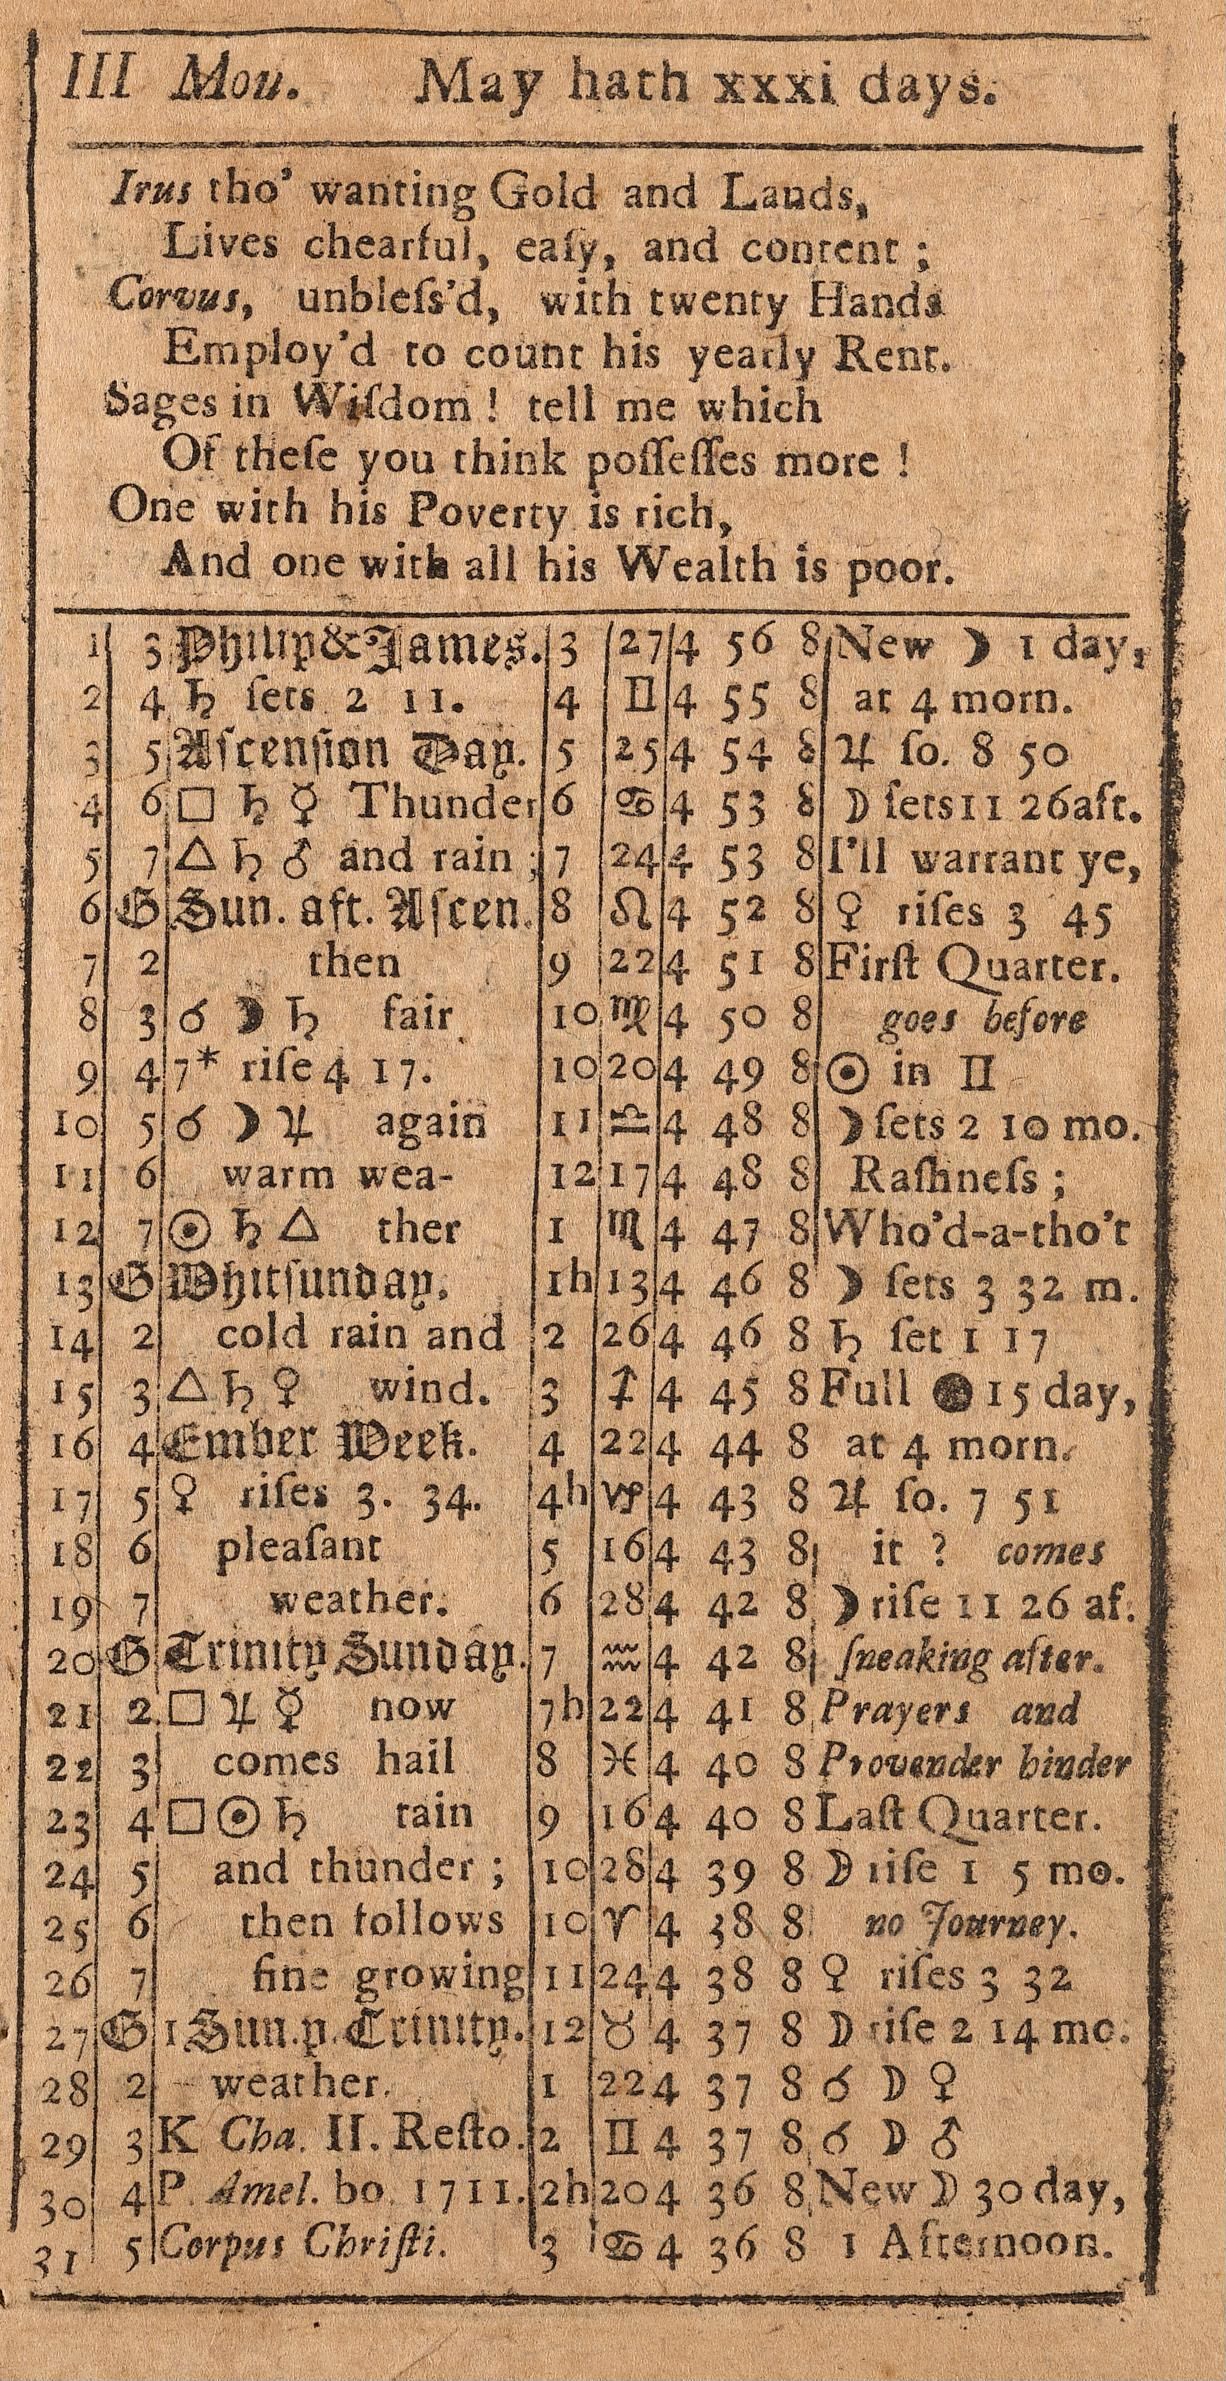 III Mon. May hath xxxi days.
Irus tho' wanting Gold and Lands,
Lives chearful, eaſy, and content ;
Corvus, unbleſs'd, with twenty Hands
Employ'd to count his yearly Rent.
Sages in Wiſdom ! tell me which
Of theſe you think poſſeſſes more !
One with his Poverty is rich,
And one with all his Wealth is poor.
1 3 Philip & James. 3 27 4 56 8 New ☽ 1 day,
2 4 ♄ ſets 2 11. 4 ♊ 4 55 8 at 4 morn.
3 5 Aſcenſion Day. 5 25 4 54 8 ♃ ſo. 8 50
4 6 □ ♄ ☿ Thunder 6 ♋ 4 53 8 ☽ ſets 11 26 aft.
5 7 △ ♄ ♂ and rain ; 7 24 4 53 8 I'll warrant ye,
6 G Sun. aft. Aſcen. 8 ♌ 4 52 8 ♀ riſes 3 45
7 2 then 9 22 4 51 8 Firſt Quarter.
8 3 ☌ ☽ ♄ fair 10 ♍ 4 50 8 goes before
9 4 7* riſe 4 17. 10 20 4 49 8 ☉ in ♊
10 5 ☌ ☽ ♃ again 11 ♎ 4 48 8 ☽ ſets 2 10 mo.
11 6 warm wea- 12 17 4 48 8 Raſhneſs ;
12 7 ☉ ♄ △ ther 1 ♏ 4 47 8 Who'd-a-tho't
13 G Whitſunday. 1h 13 4 46 8 ☽ ſets 3 32 m.
14 2 cold rain and 2 26 4 46 8 ♄ ſet 1 17
15 3 △ ♄ ♀ wind. 3 ♐ 4 45 8 Full ● 15 day,
16 4 Ember Week. 4 22 4 44 8 at 4 morn.
17 5 ♀ riſes 3. 34. 4h ♑ 4 43 8 ♃ ſo. 7 51
18 6 pleaſant 5 16 4 43 8 it ? comes
19 7 weather. 6 28 4 42 8 ☽ riſe 11 26 af.
20 G Trinity Sunday. 7 ♒ 4 42 8 ſneaking after.
21 2 □ ♃ ☿ now 7h 22 4 41 8 Prayers and
22 3 comes hail 8 ♓ 4 40 8 Provender hinder
23 4 □ ☉ ♄ rain 9 16 4 40 8 Laſt Quarter.
24 5 and thunder ; 10 28 4 39 8 ☽ riſe 1 5 mo.
25 6 then follows 10 ♈ 4 38 8 no Journey.
26 7 fine growing 11 24 4 38 8 ♀ riſes 3 32
27 G 1 Sun. p. Trinity. 12 ♉ 4 37 8 ☽ riſe 2 14 mo.
28 2 weather. 1 22 4 37 8 ☌ ☽ ♀
29 3 K Cha. II. Reſto. 2 ♊ 4 37 8 ☌ ☽ ♂
30 4 P. Amel. bo. 1711. 2h 20 4 36 8 New ☽ 30 day,
31 5 Corpus Chriſti. 3 ♋ 4 36 8 1 Afternoon.